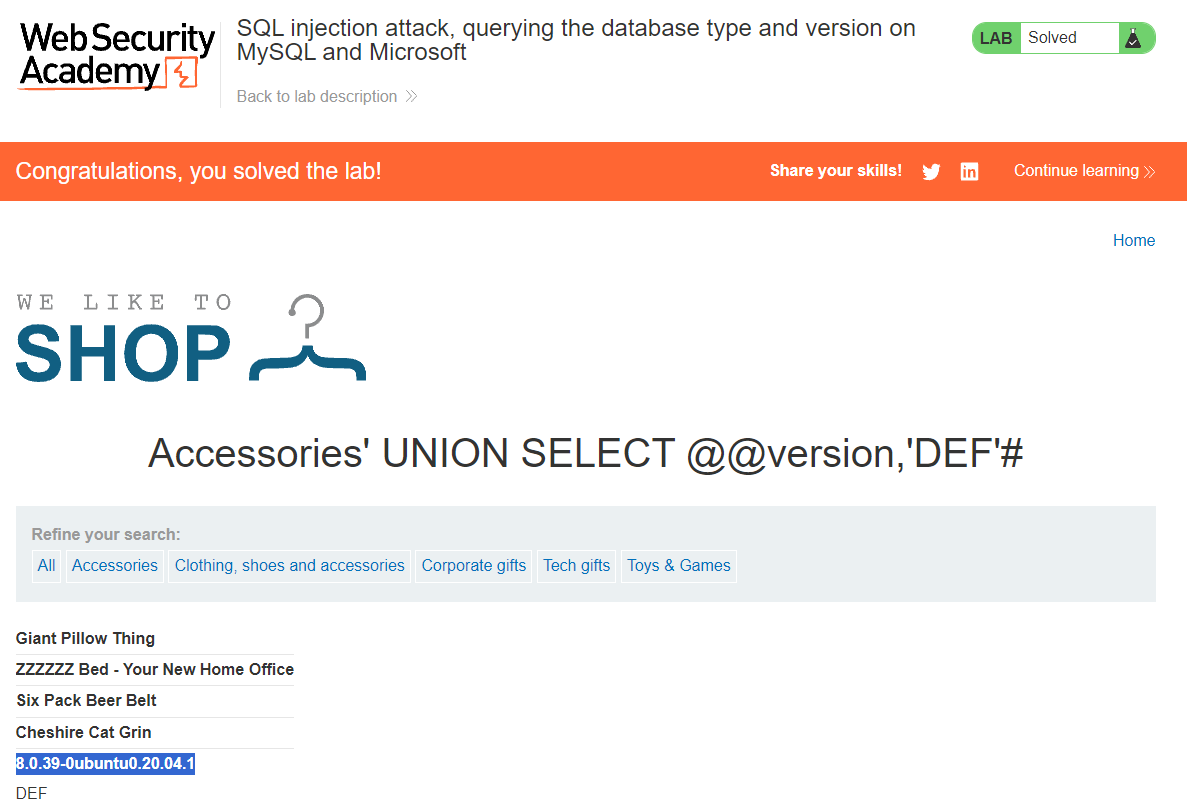 Web Security
Academy
SQL injection attack, querying the database type and version on
MySQL and Microsoft
Back to lab description
LAB Solved
Congratulations, you solved the lab!
Share your skills!
Continue learning
Home
WE LIKE TO
SHOP
Accessories' UNION SELECT @@version,'DEF'#
Refine your search:
All Accessories Clothing, shoes and accessories Corporate gifts Tech gifts Toys & Games
Giant Pillow Thing
ZZZZZZ Bed - Your New Home Office
Six Pack Beer Belt
Cheshire Cat Grin
8.0.39-0ubuntu0.20.04.1
DEF